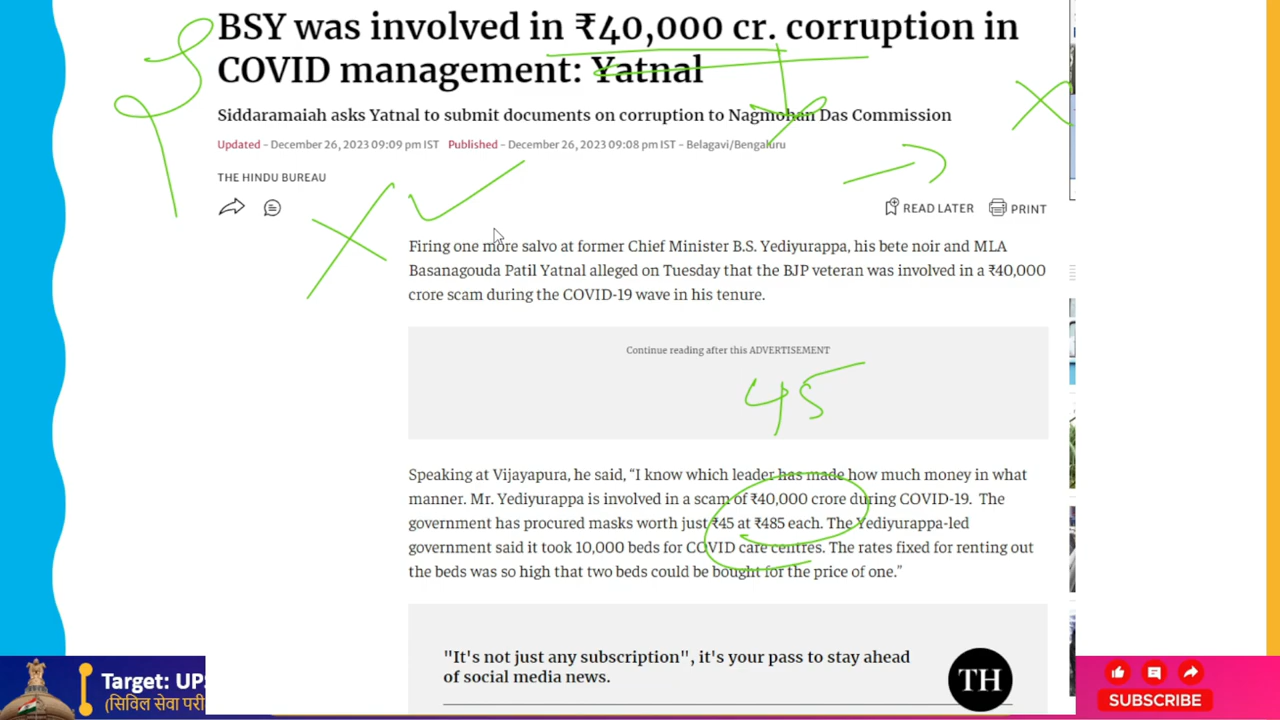 BSY was involved in ₹40,000 cr. corruption in
COVID management: Yatnal
Siddaramaiah asks Yatnal to submit documents on corruption to Nagmohan Das Commission
Updated - December 26, 2023 09:09 pm IST Published - December 26, 2023 09:08 pm IST - Belagavi/Bengaluru
THE HINDU BUREAU
READ LATER PRINT
Firing one more salvo at former Chief Minister B.S. Yediyurappa, his bete noir and MLA
Basanagouda Patil Yatnal alleged on Tuesday that the BJP veteran was involved in a ₹40,000
crore scam during the COVID-19 wave in his tenure.
Continue reading after this ADVERTISEMENT
45
Speaking at Vijayapura, he said, “I know which leader has made how much money in what
manner. Mr. Yediyurappa is involved in a scam of ₹40,000 crore during COVID-19. The
government has procured masks worth just ₹45 at ₹485 each. The Yediyurappa-led
government said it took 10,000 beds for COVID care centres. The rates fixed for renting out
the beds was so high that two beds could be bought for the price of one.”
"It's not just any subscription", it's your pass to stay ahead
of social media news.
TH
Target: UPS
(सिविल सेवा परी
SUBSCRIBE